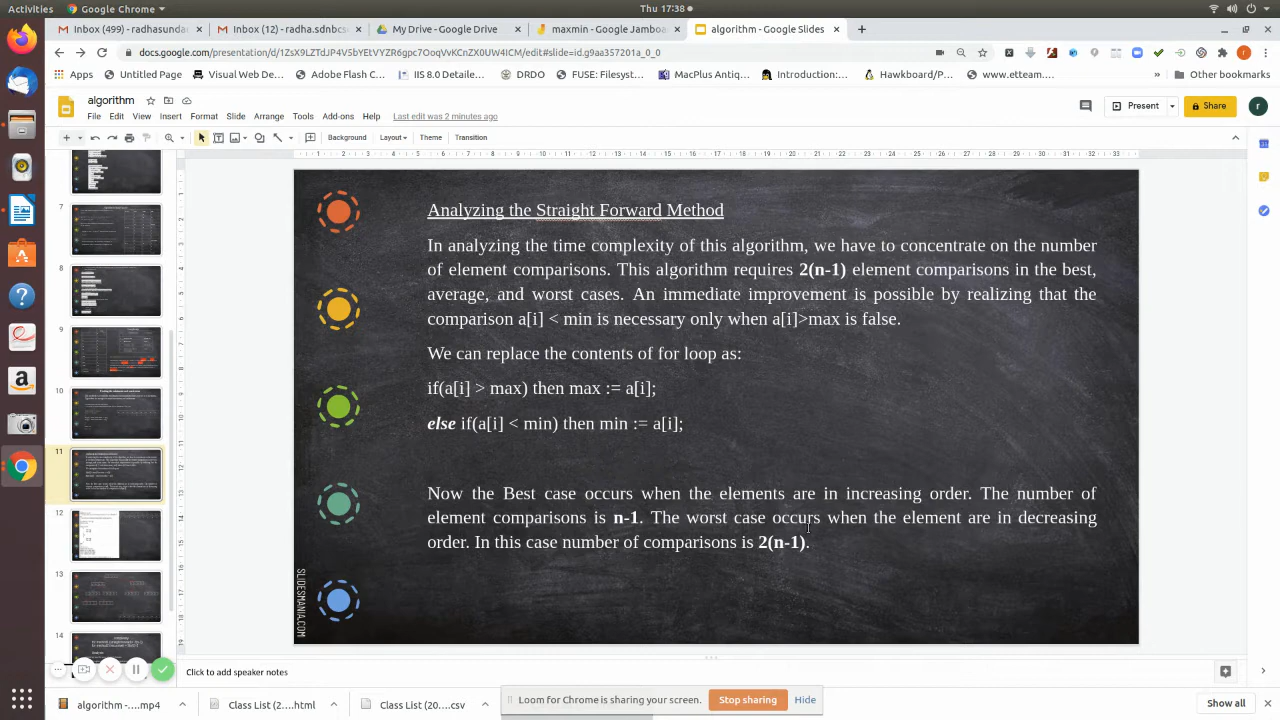 Activities
Google Chrome
Thu 17:38
Inbox (499) - radhasunda
Inbox (12) - radha.sdnbcs
My Drive - Google Drive
maxmin - Google Jamboa
algorithm - Google Slides
docs.google.com/presentation/d/1ZsX9LZTdJP4V5bYEtVYZR6gpc7OoqVvKCnZX0UW4ICM/edit#slide=id.g9aa357201a_0_0
Apps
Untitled Page
Visual Web De...
Adobe Flash C...
IIS 8.0 Detaile...
DRDO
FUSE: Filesyst...
MacPlus Antiq...
Introduction:...
Hawkboard/P...
www.etteam....
Other bookmarks
algorithm
File Edit View Insert Format Slide Arrange Tools Add-ons Help
Last edit was 2 minutes ago
Present
Share
Background Layout Theme Transition
Analyzing the Straight Forward Method
In analyzing the time complexity of this algorithm, we have to concentrate on the number
of element comparisons. This algorithm requires 2(n-1) element comparisons in the best,
average, and worst cases. An immediate improvement is possible by realizing that the
comparison a[i] < min is necessary only when a[i]>max is false.
We can replace the contents of for loop as:
if(a[i] > max) then max := a[i];
else if(a[i] < min) then min := a[i];
Now the best case occurs when the elements are in increasing order. The number of
element comparisons is n-1. The worst case occurs when the element are in decreasing
order. In this case number of comparisons is 2(n-1).
SLIDESMANIA.COM
7
8
9
10
11
12
13
14
Click to add speaker notes
algorithm -....mp4
Class List (2....html
Class List (20....csv
Loom for Chrome is sharing your screen.
Stop sharing
Hide
Show all